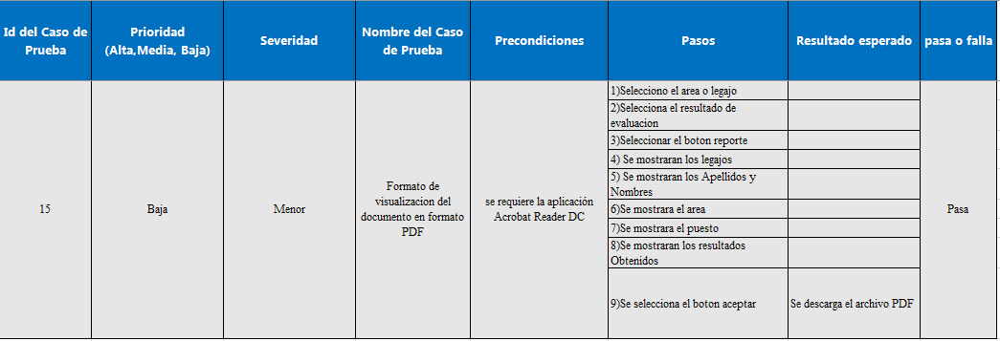 Id del Caso de
Prueba
Prioridad
(Alta,Media, Baja)
Severidad
Nombre del Caso
de Prueba
Precondiciones
Pasos
Resultado esperado
pasa o falla
15
Baja
Menor
Formato de
visualizacion del
documento en formato
PDF
se requiere la aplicación
Acrobat Reader DC
1)Selecciono el area o legajo
2)Selecciona el resultado de
evaluacion
3)Seleccionar el boton reporte
4) Se mostraran los legajos
5) Se mostraran los Apellidos y
Nombres
6)Se mostrara el area
7)Se mostrara el puesto
8)Se mostraran los resultados
Obtenidos
9)Se selecciona el boton aceptar
Se descarga el archivo PDF
Pasa